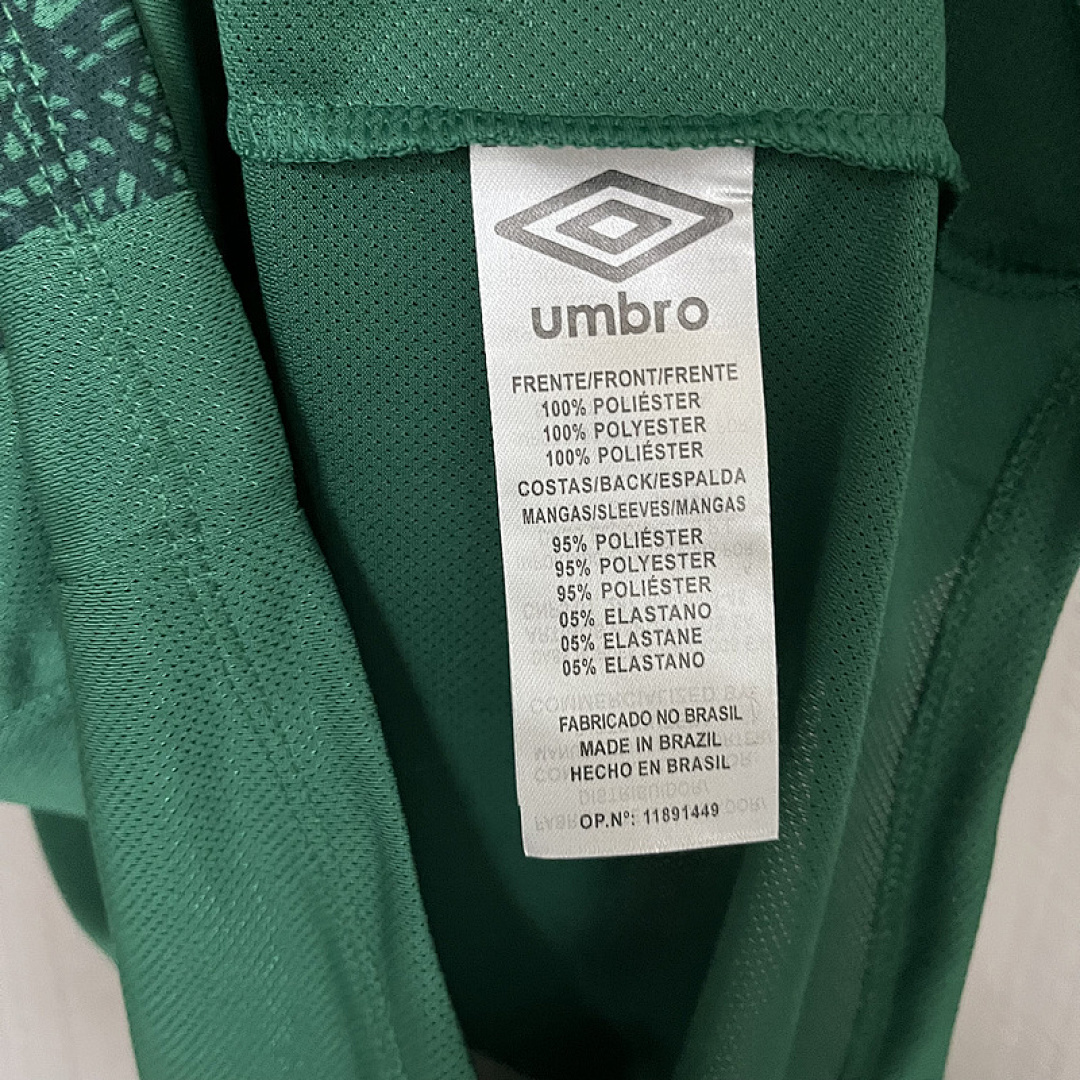 umbro
FRENTE/FRONT/FRENTE
100% POLIÉSTER
100% POLYESTER
100% POLIÉSTER
COSTAS/BACK/ESPALDA
MANGAS/SLEEVES/MANGAS
95% POLIÉSTER
95% POLYESTER
95% POLIÉSTER
05% ELASTANO
05% ELASTANE
05% ELASTANO
FABRICADO NO BRASIL
MADE IN BRAZIL
HECHO EN BRASIL
OP.Nº: 11891449